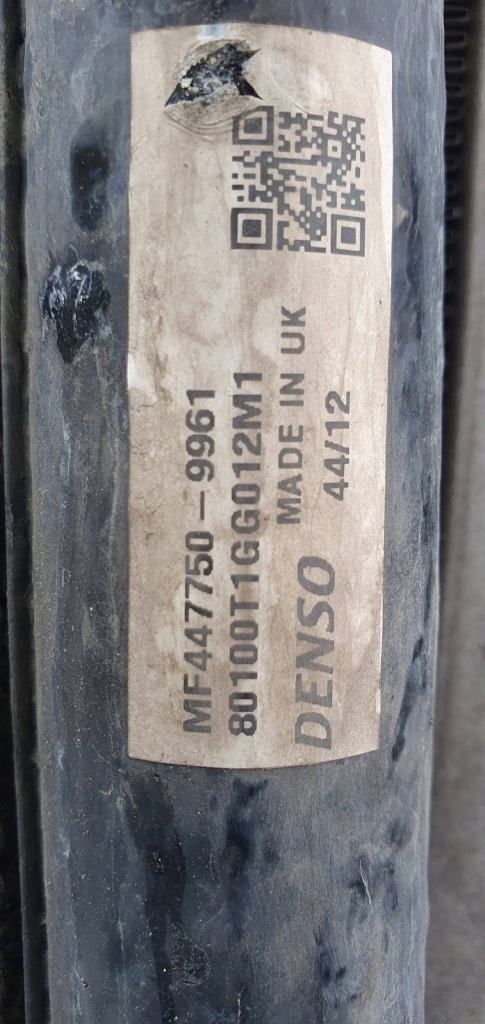 MF447750-9961
80100T1GG012M1
DENSO MADE IN UK
44/12